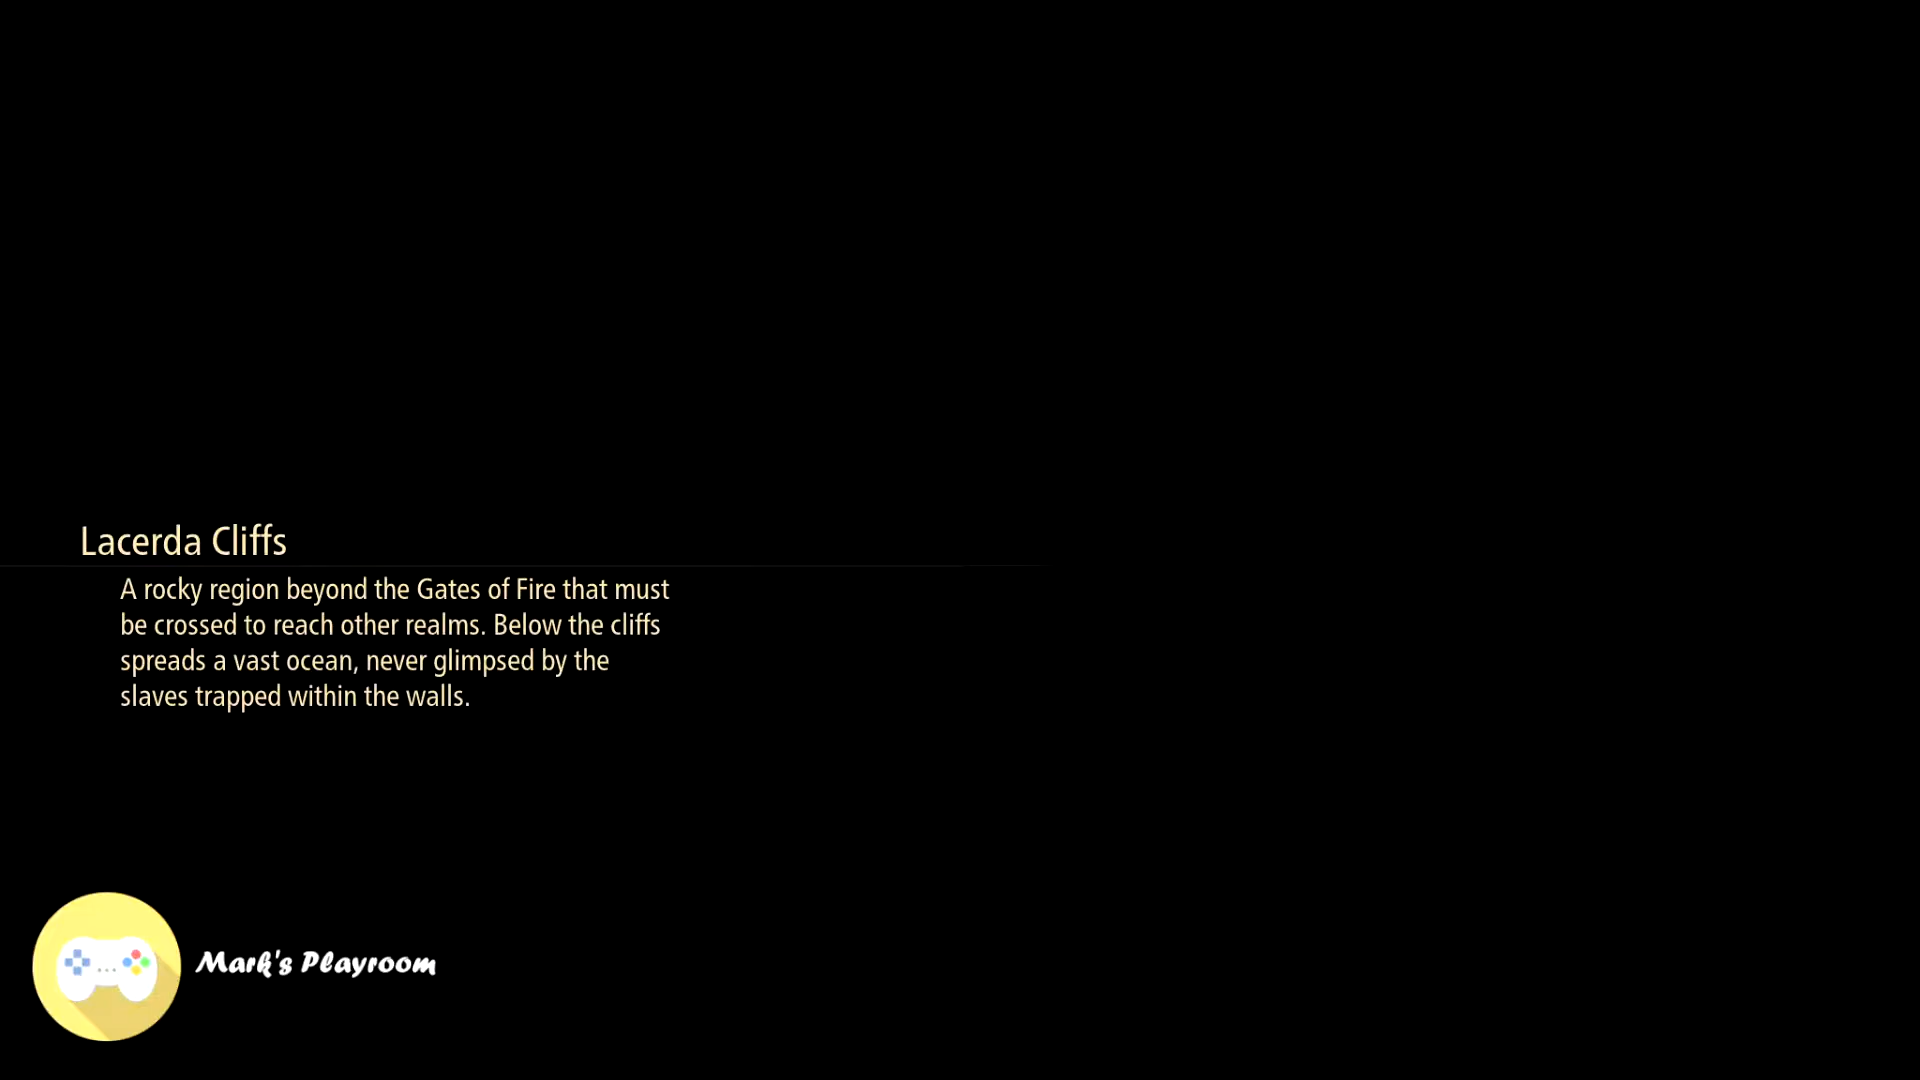 Lacerda Cliffs
A rocky region beyond the Gates of Fire that must
be crossed to reach other realms. Below the cliffs
spreads a vast ocean, never glimpsed by the
slaves trapped within the walls.
Mark's Playroom